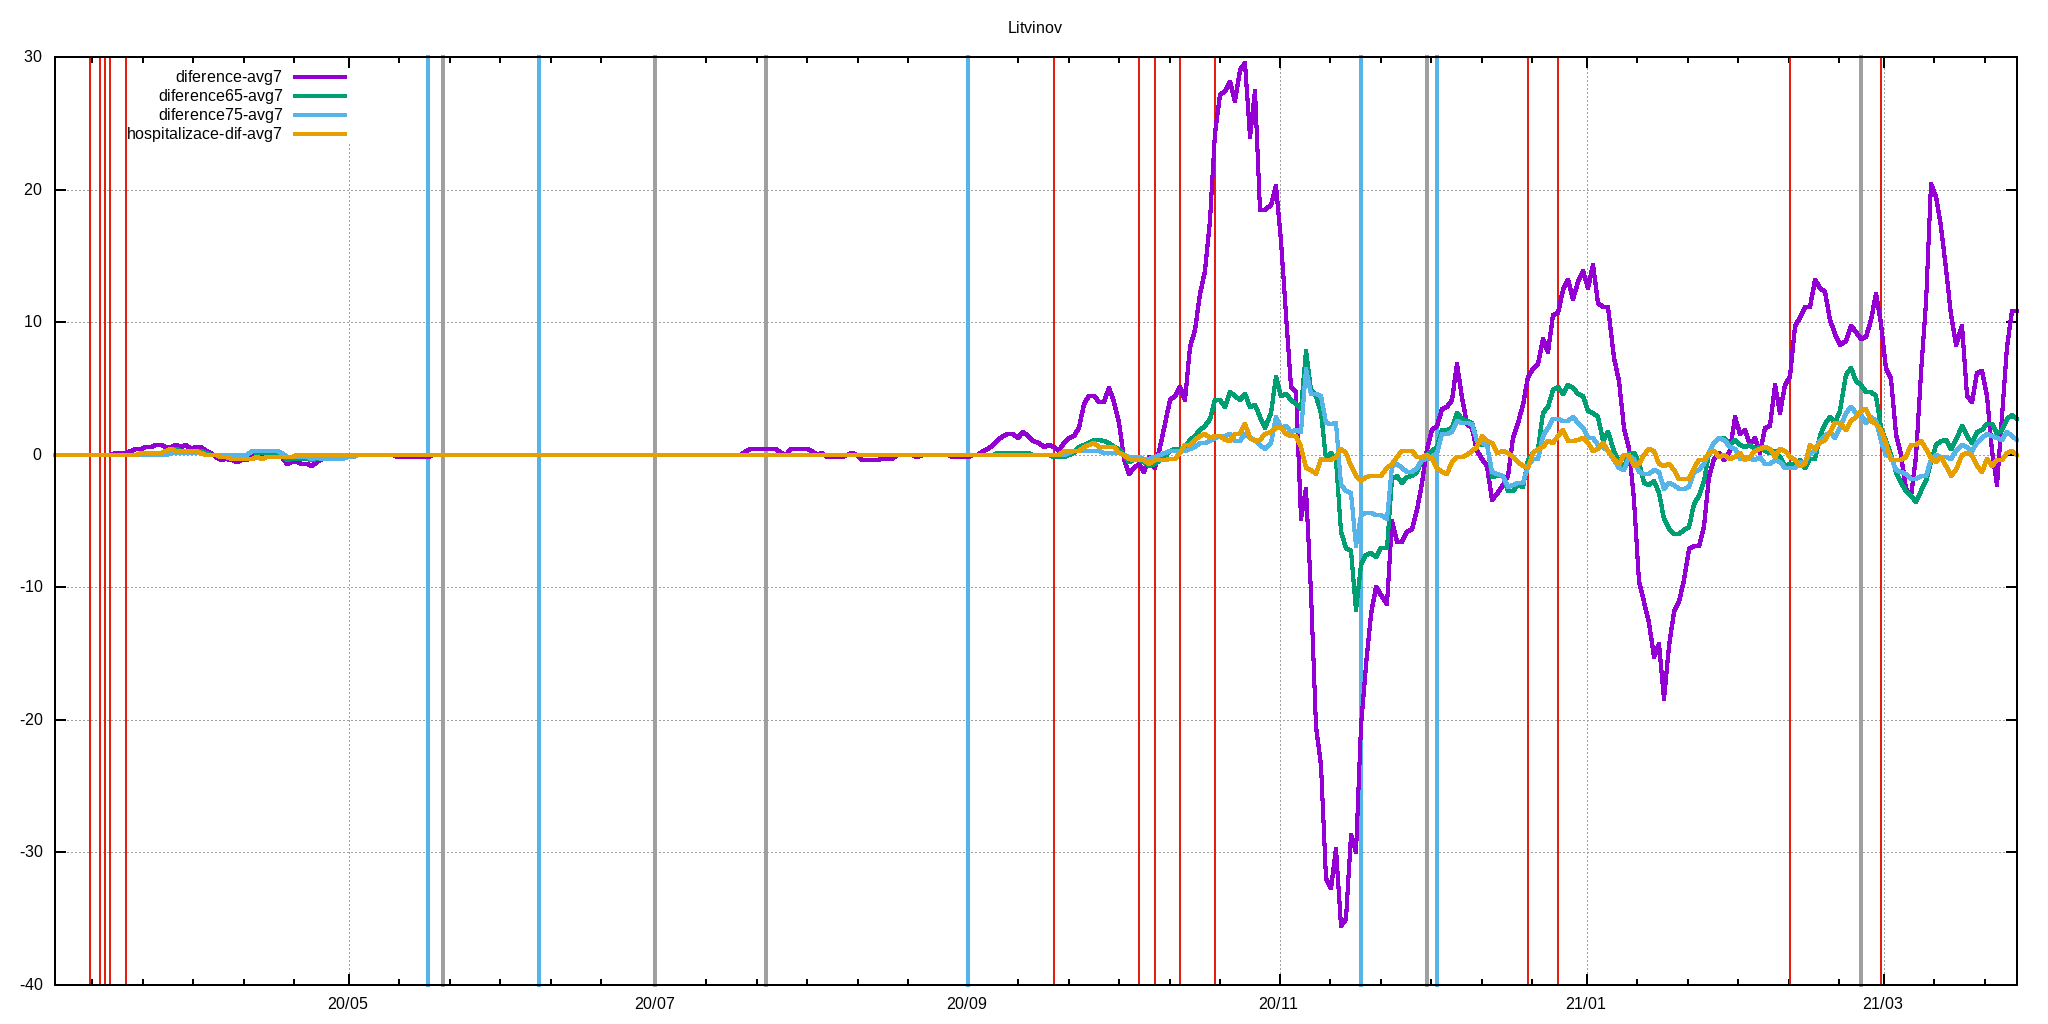 Litvinov
diference-avg7
diference65-avg7
diference75-avg7
hospitalizace-dif-avg7
30
20
10
0
-10
-20
-30
-40
20/05 20/07 20/09 20/11 21/01 21/03